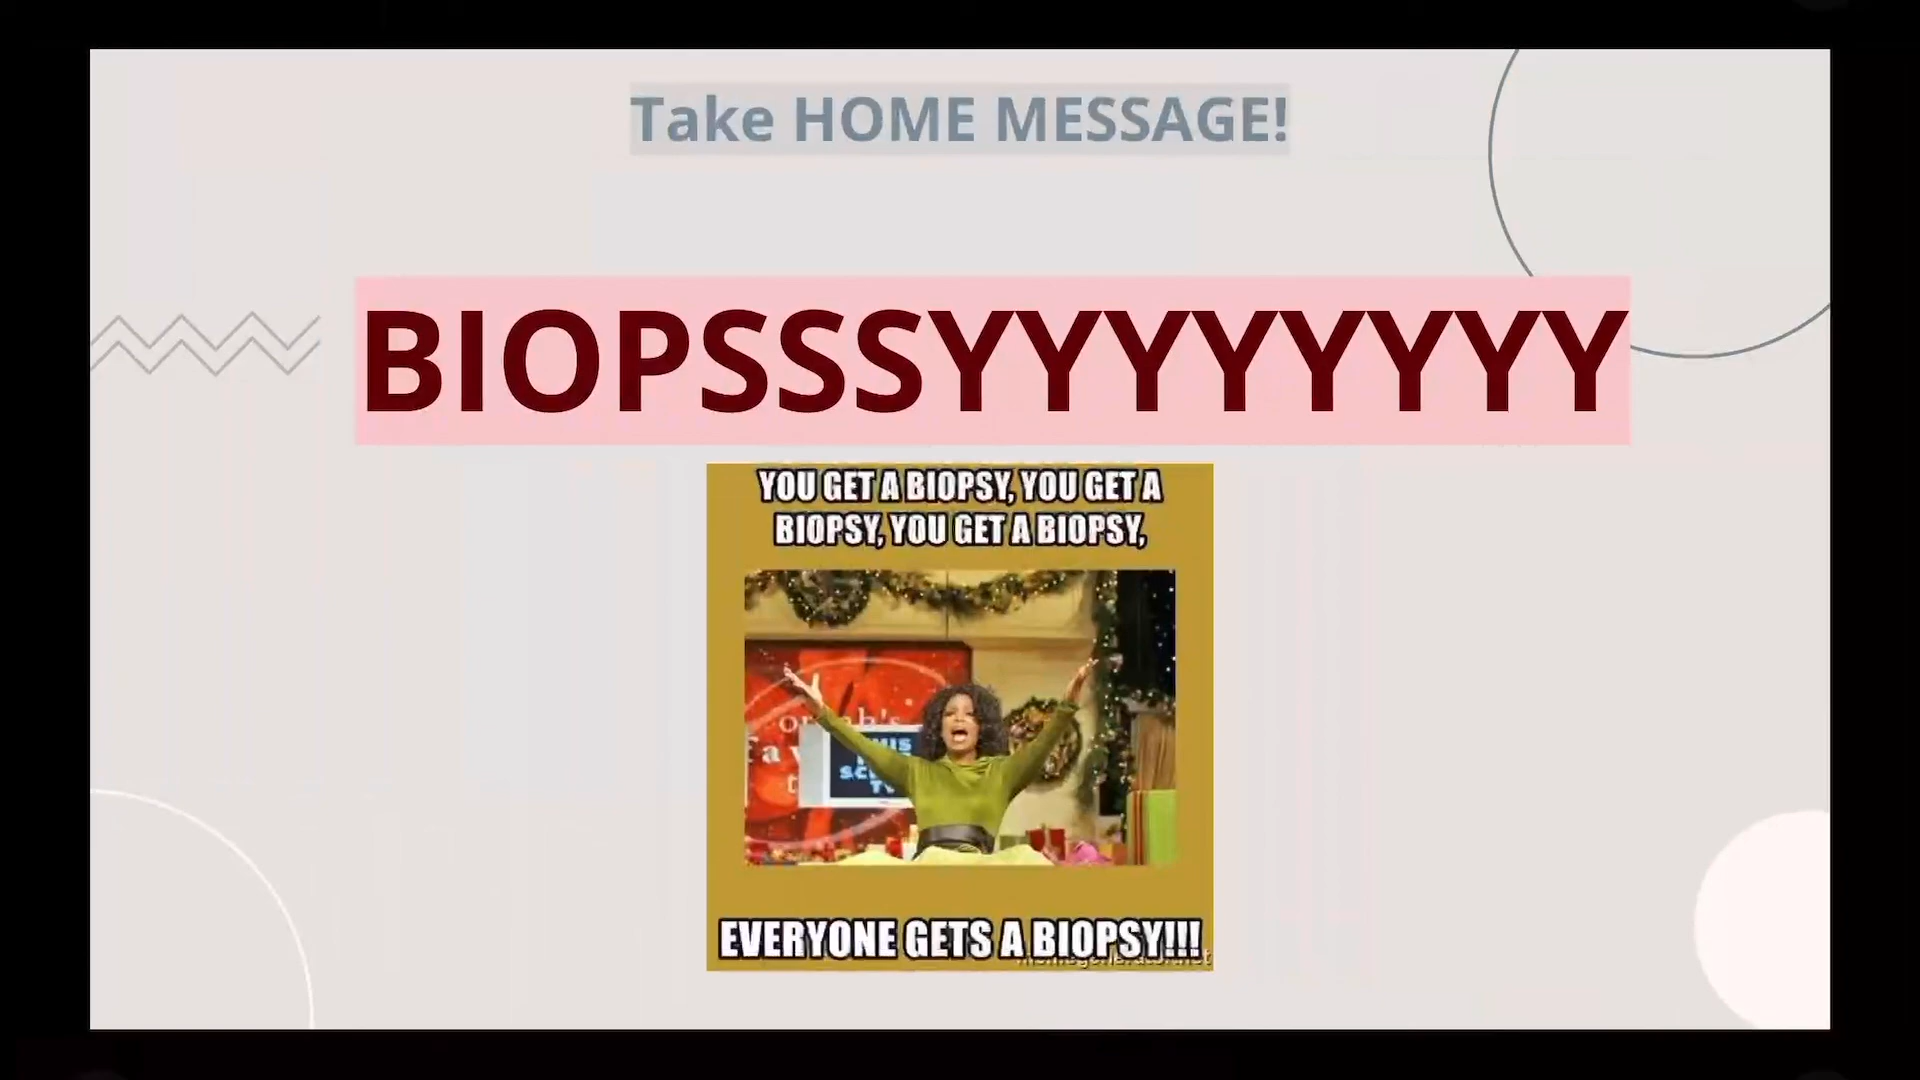 Take HOME MESSAGE!
BIOPSSSYYYYYYYY
YOU GET A BIOPSY, YOU GET A
BIOPSY, YOU GET A BIOPSY,
EVERYONE GETS A BIOPSY!!!